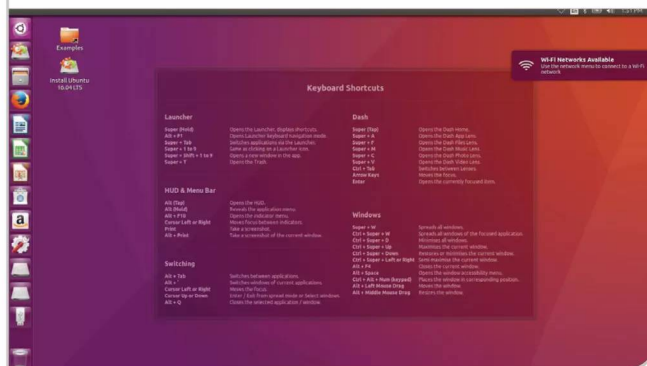 1:51 PM
Examples
Install Ubuntu
16.04 LTS
Wi-Fi Networks Available
Use the network menu to connect to a Wi-Fi
network
Keyboard Shortcuts
Launcher
Super (Hold) Opens the Launcher, displays shortcuts.
Alt + F1 Opens Launcher keyboard navigation mode.
Super + Tab Switches applications via the Launcher.
Super + 1 to 9 Same as clicking on a Launcher icon.
Super + Shift + 1 to 9 Opens a new window in the app.
Super + T Opens the Trash.
HUD & Menu Bar
Alt (Tap) Opens the HUD.
Alt (Hold) Reveals the application menu.
Alt + F10 Opens the indicator menu.
Cursor Left or Right Moves focus between indicators.
Print Take a screenshot.
Alt + Print Take a screenshot of the current window.
Switching
Alt + Tab Switches between applications.
Alt + ` Switches windows of current applications.
Cursor Left or Right Moves the focus.
Cursor Up or Down Enter / Exit from spread mode or Select windows.
Alt + Q Closes the selected application / window.
Dash
Super (Tap) Opens the Dash Home.
Super + A Opens the Dash App Lens.
Super + F Opens the Dash Files Lens.
Super + M Opens the Dash Music Lens.
Super + C Opens the Dash Photo Lens.
Super + V Opens the Dash Video Lens.
Ctrl + Tab Switches between Lenses.
Arrow Keys Moves the focus.
Enter Opens the currently focused item.
Windows
Super + W Spreads all windows.
Ctrl + Super + W Spreads all windows of the focused application.
Ctrl + Super + D Minimises all windows.
Ctrl + Super + Up Maximises the current window.
Ctrl + Super + Down Restores or minimises the current window.
Ctrl + Super + Left or Right Semi-maximise the current window.
Alt + F4 Closes the current window.
Alt + Space Opens the window accessibility menu.
Ctrl + Alt + Num (keypad) Places the window in corresponding position.
Alt + Left Mouse Drag Moves the window.
Alt + Middle Mouse Drag Resizes the window.
a